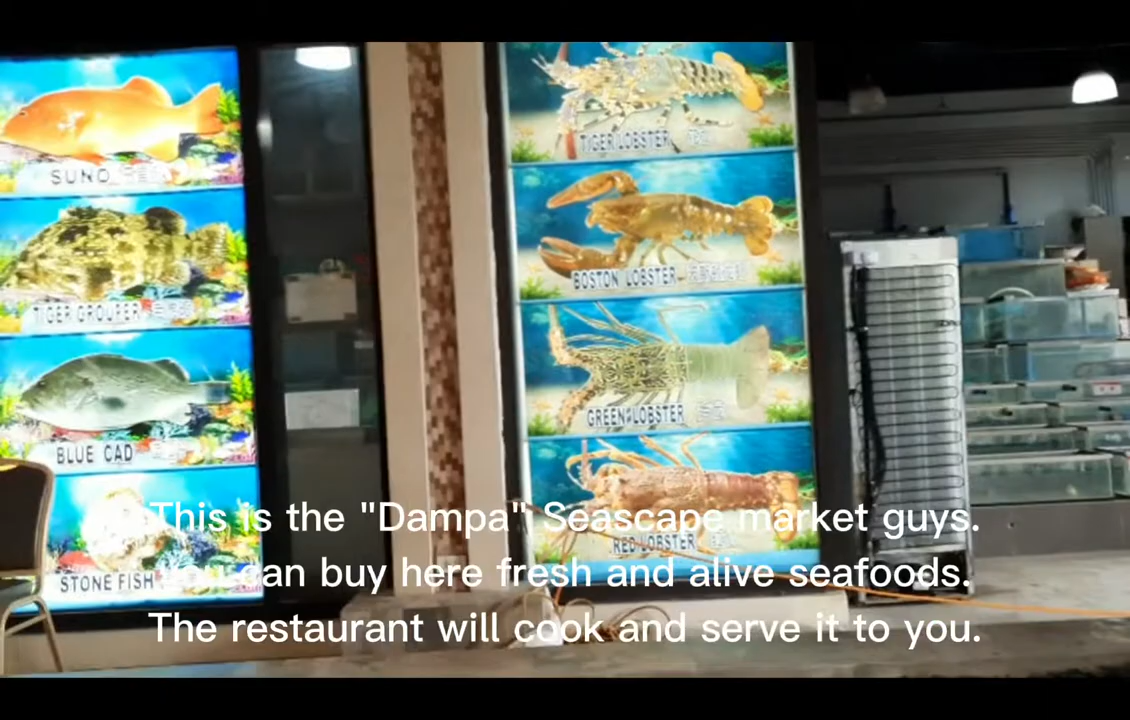 SUNO
TIGER GROUPER
BLUE CAD
STONE FISH
TIGER LOBSTER
BOSTON LOBSTER
GREEN LOBSTER
RED LOBSTER
This is the "Dampa" Seascape market guys.
you can buy here fresh and alive seafoods.
The restaurant will cook and serve it to you.